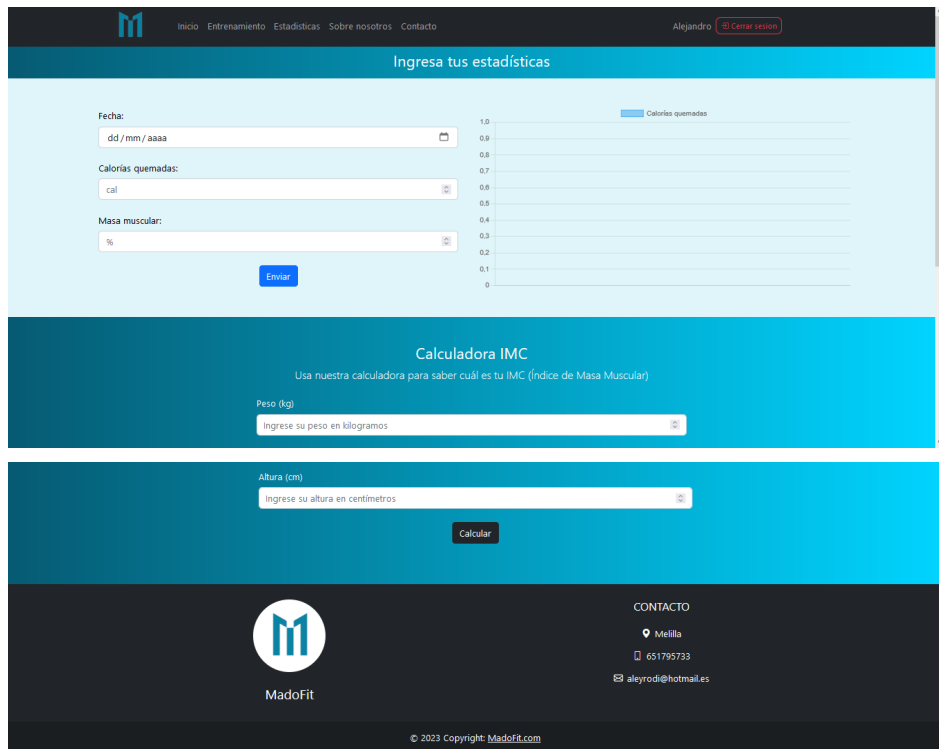 Inicio Entrenamiento Estadísticas Sobre nosotros Contacto
Alejandro Cerrar sesion
Ingresa tus estadísticas
Fecha:
dd/mm/aaaa
Calorías quemadas:
cal
Masa muscular:
%
Enviar
Calorías quemadas
1,0
0,9
0,8
0,7
0,6
0,5
0,4
0,3
0,2
0,1
0
Calculadora IMC
Usa nuestra calculadora para saber cuál es tu IMC (Índice de Masa Muscular)
Peso (kg)
Ingrese su peso en kilogramos
Altura (cm)
Ingrese su altura en centímetros
Calcular
MadoFit
CONTACTO
Melilla
651795733
aleyrodi@hotmail.es
© 2023 Copyright: MadoFit.com